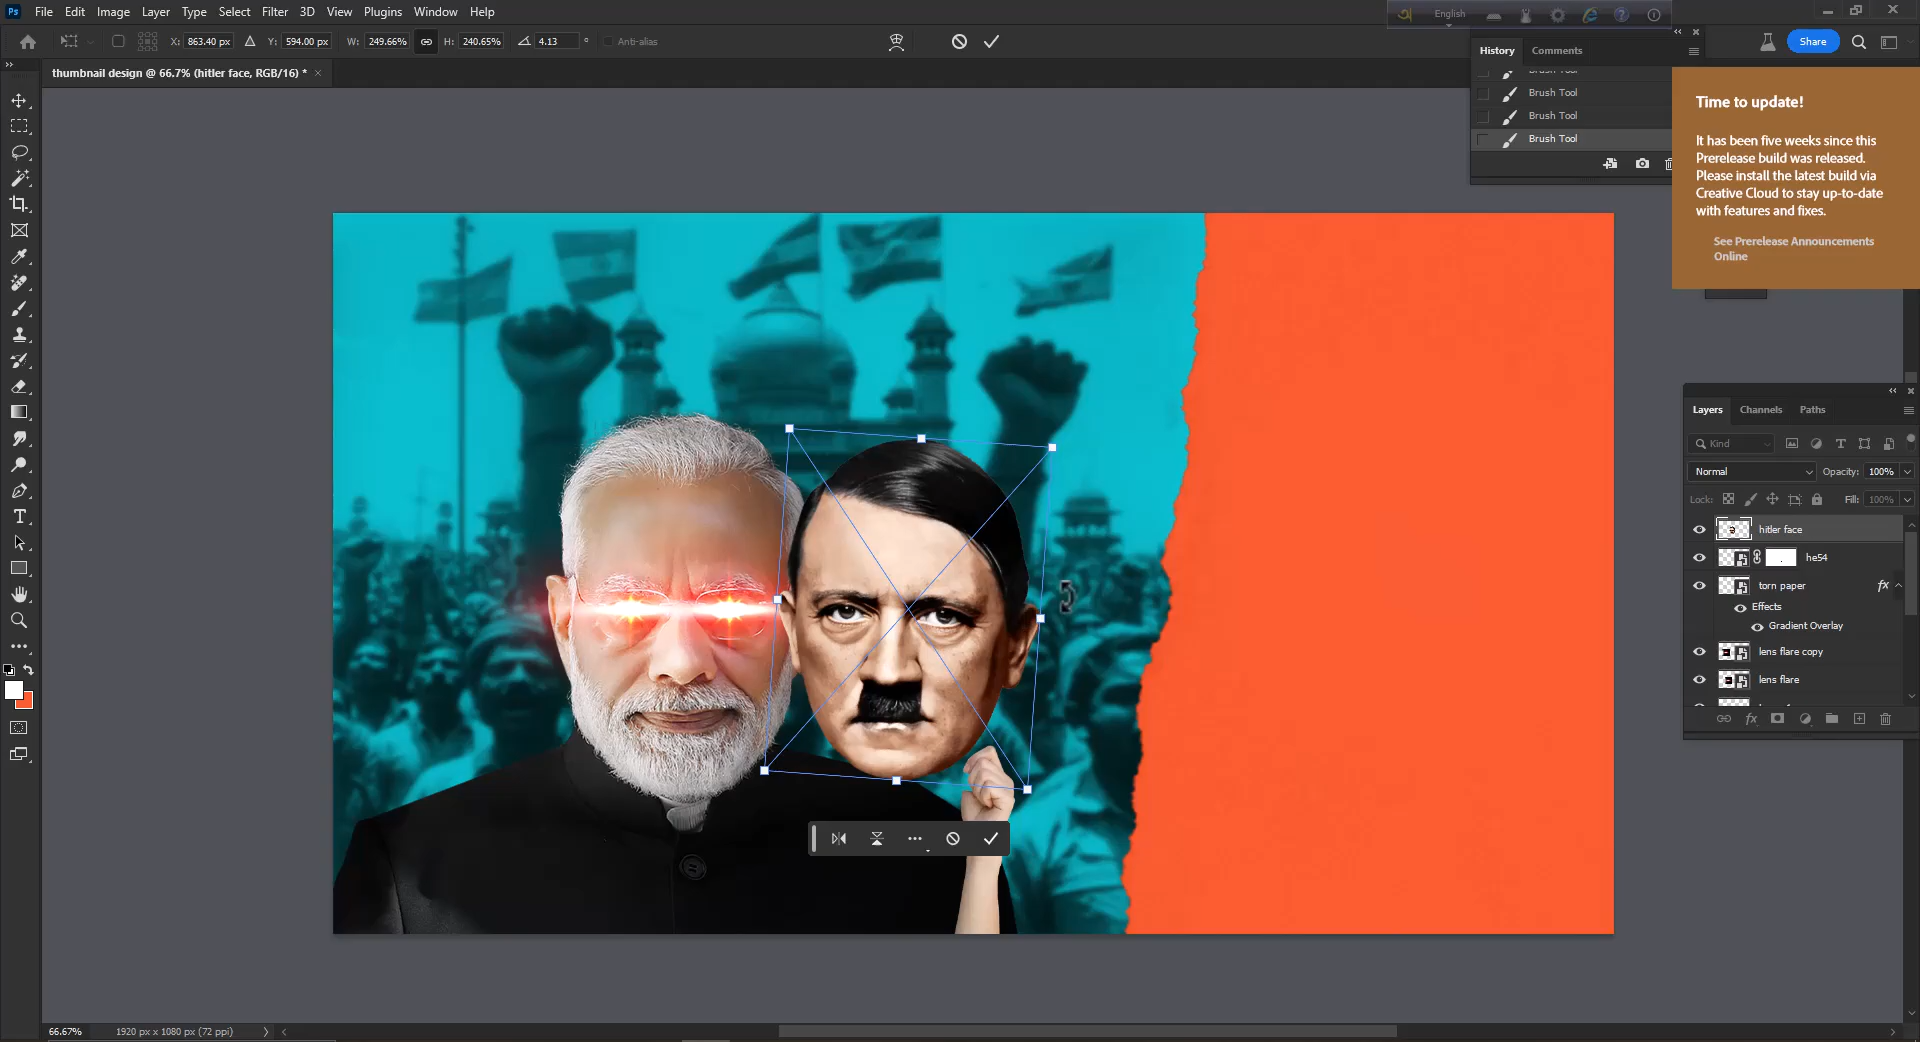 Ps File Edit Image Layer Type Select Filter 3D View Plugins Window Help
English
X: 863.40 px Y: 594.00 px W: 249.66% H: 240.65% 4.13 ° Anti-alias
History Comments
Share
thumbnail design @ 66.7% (hitler face, RGB/16) * ×
Brush Tool
Brush Tool
Brush Tool
Brush Tool
Time to update!
It has been five weeks since this
Prerelease build was released.
Please install the latest build via
Creative Cloud to stay up-to-date
with features and fixes.
See Prerelease Announcements
Online
Layers Channels Paths
Kind
Normal Opacity: 100%
Lock: Fill: 100%
hitler face
he54
torn paper fx
Effects
Gradient Overlay
lens flare copy
lens flare
fx
66.67% 1920 px x 1080 px (72 ppi)